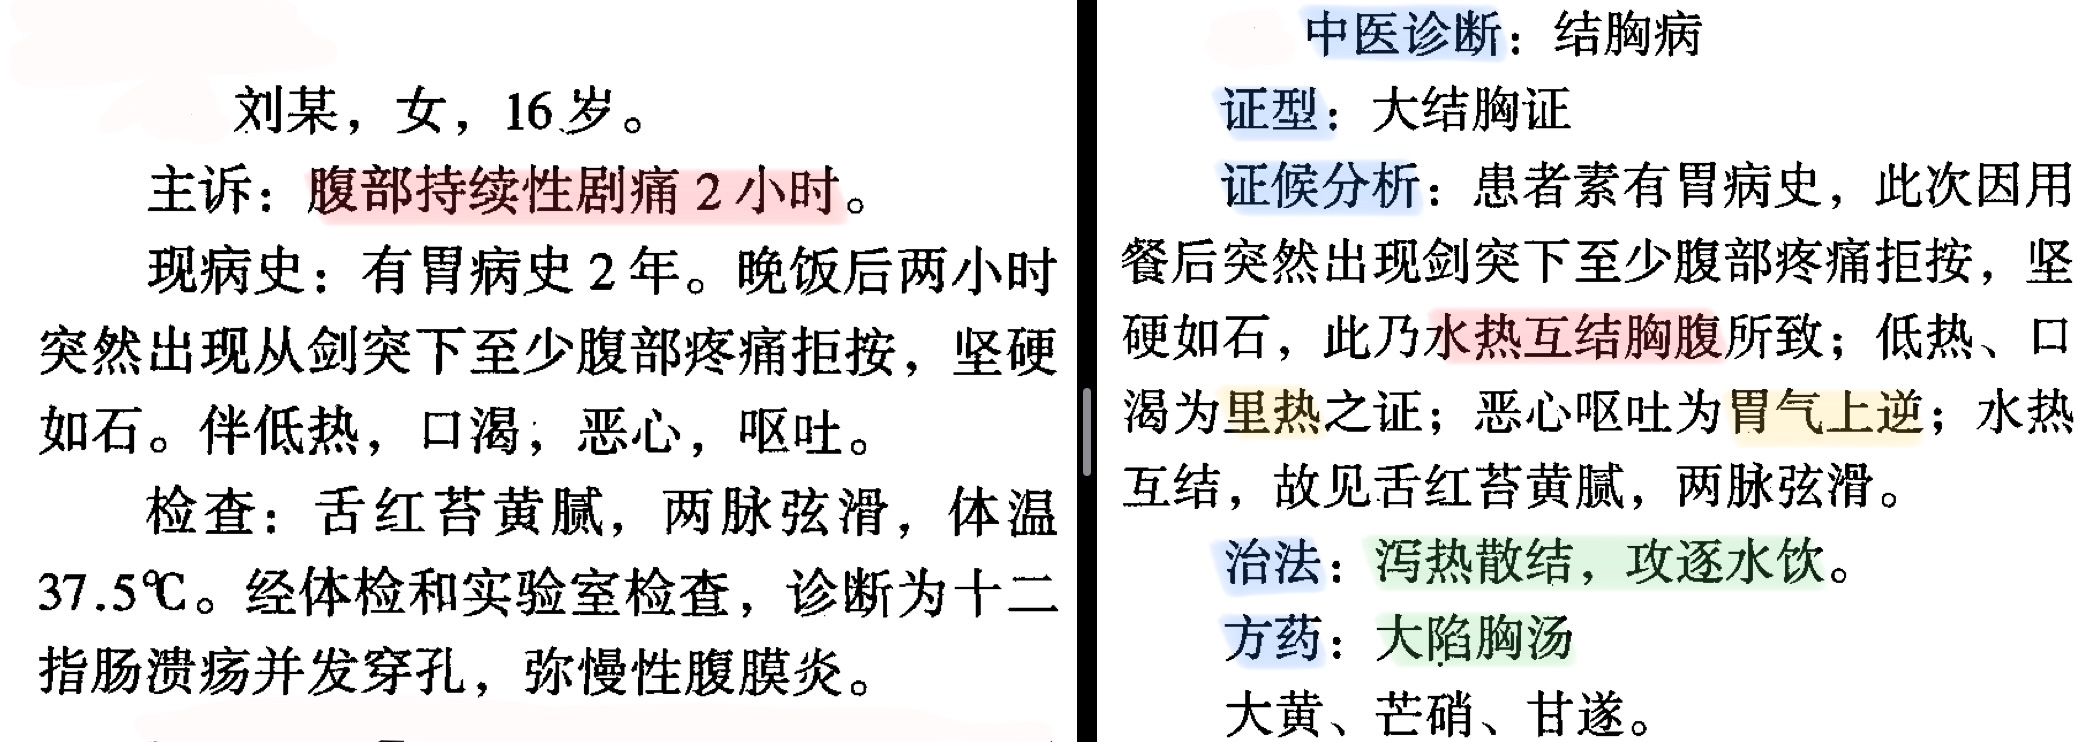 刘某，女，16岁。
主诉：腹部持续性剧痛2小时。
现病史：有胃病史2年。晚饭后两小时
突然出现从剑突下至少腹部疼痛拒按，坚硬
如石。伴低热，口渴，恶心，呕吐。
检查：舌红苔黄腻，两脉弦滑，体温
37.5℃。经体检和实验室检查，诊断为十二
指肠溃疡并发穿孔，弥慢性腹膜炎。
中医诊断：结胸病
证型：大结胸证
证候分析：患者素有胃病史，此次因用
餐后突然出现剑突下至少腹部疼痛拒按，坚
硬如石，此乃水热互结胸腹所致；低热、口
渴为里热之证；恶心呕吐为胃气上逆；水热
互结，故见舌红苔黄腻，两脉弦滑。
治法：泻热散结，攻逐水饮。
方药：大陷胸汤
大黄、芒硝、甘遂。